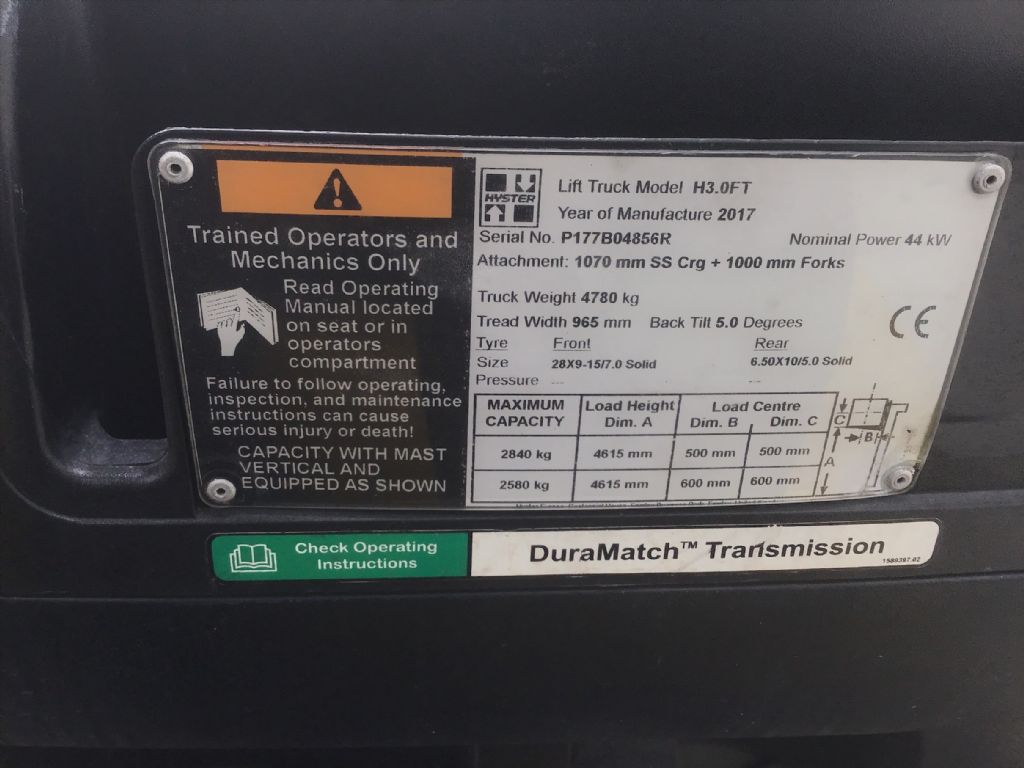 Trained Operators and
Mechanics Only
Read Operating
Manual located
on seat or in
operators
compartment
Failure to follow operating,
inspection, and maintenance
instructions can cause
serious injury or death!
CAPACITY WITH MAST
VERTICAL AND
EQUIPPED AS SHOWN
HYSTER
Lift Truck Model H3.0FT
Year of Manufacture 2017
Serial No. P177B04856R Nominal Power 44 kW
Attachment: 1070 mm SS Crg + 1000 mm Forks
Truck Weight 4780 kg
Tread Width 965 mm Back Tilt 5.0 Degrees
CE
Tyre Front Rear
Size 28X9-15/7.0 Solid 6.50X10/5.0 Solid
Pressure --- ---
MAXIMUM CAPACITY Load Height Dim. A Load Centre Dim. B Dim. C
2840 kg 4615 mm 500 mm 500 mm
2580 kg 4615 mm 600 mm 600 mm
C
B
A
Check Operating
Instructions
DuraMatch™ Transmission
1589397.02